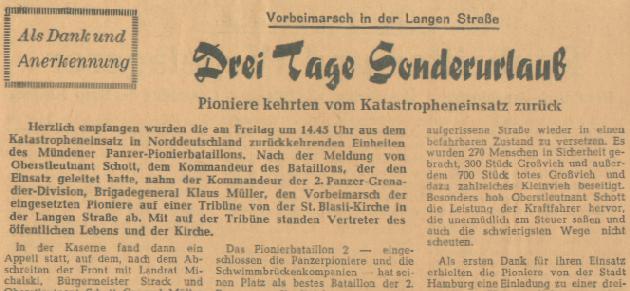 Als Dank und
Anerkennung
Vorbeimarsch in der Langen Straße
Drei Tage Sonderurlaub
Pioniere kehrten vom Katastropheneinsatz zurück
Herzlich empfangen wurden die am Freitag um 14.45 Uhr aus dem
Katastropheneinsatz in Norddeutschland zurückkehrenden Einheiten
des Mündener Panzer-Pionierbataillons. Nach der Meldung von
Oberstleutnant Schott, dem Kommandeur des Bataillons, der den
Einsatz geleitet hatte, nahm der Kommandeur der 2. Panzer-Grena-
dier-Division, Brigadegeneral Klaus Müller, den Vorbeimarsch der
eingesetzten Pioniere auf einer Tribüne vor der St. Blasii-Kirche in
der Langen Straße ab. Mit auf der Tribüne standen Vertreter des
öffentlichen Lebens und der Kirche.
In der Kaserne fand dann ein
Appell statt, auf dem, nach dem Ab-
schreiten der Front mit Landrat Mi-
chalski, Bürgermeister Strack und
Das Pionierbataillon 2 — einge-
schlossen die Panzerpioniere und die
Schwimmbrückenkompanien — hat sei-
nen Platz als bestes Bataillon der 2.
aufgerissene Straße wieder in einen
befahrbaren Zustand zu versetzen. Es
wurden 270 Menschen in Sicherheit ge-
bracht, 300 Stück Großvieh und außer-
dem 700 Stück totes Großvieh und
dazu zahlreiches Kleinvieh beseitigt.
Besonders hob Oberstleutnant Schott
die Leistung der Kraftfahrer hervor,
die unermüdlich am Steuer saßen und
auch die schwierigsten Wege nicht
scheuten.
Als ersten Dank für ihren Einsatz
erhielten die Pioniere von der Stadt
Hamburg eine Einladung zu einer drei-